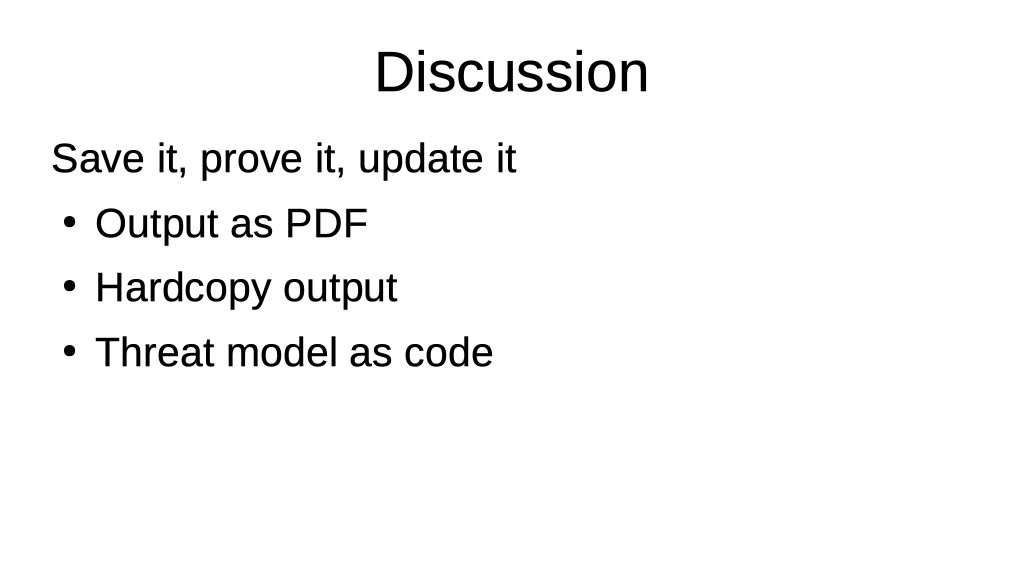 Discussion
Save it, prove it, update it
• Output as PDF
• Hardcopy output
• Threat model as code